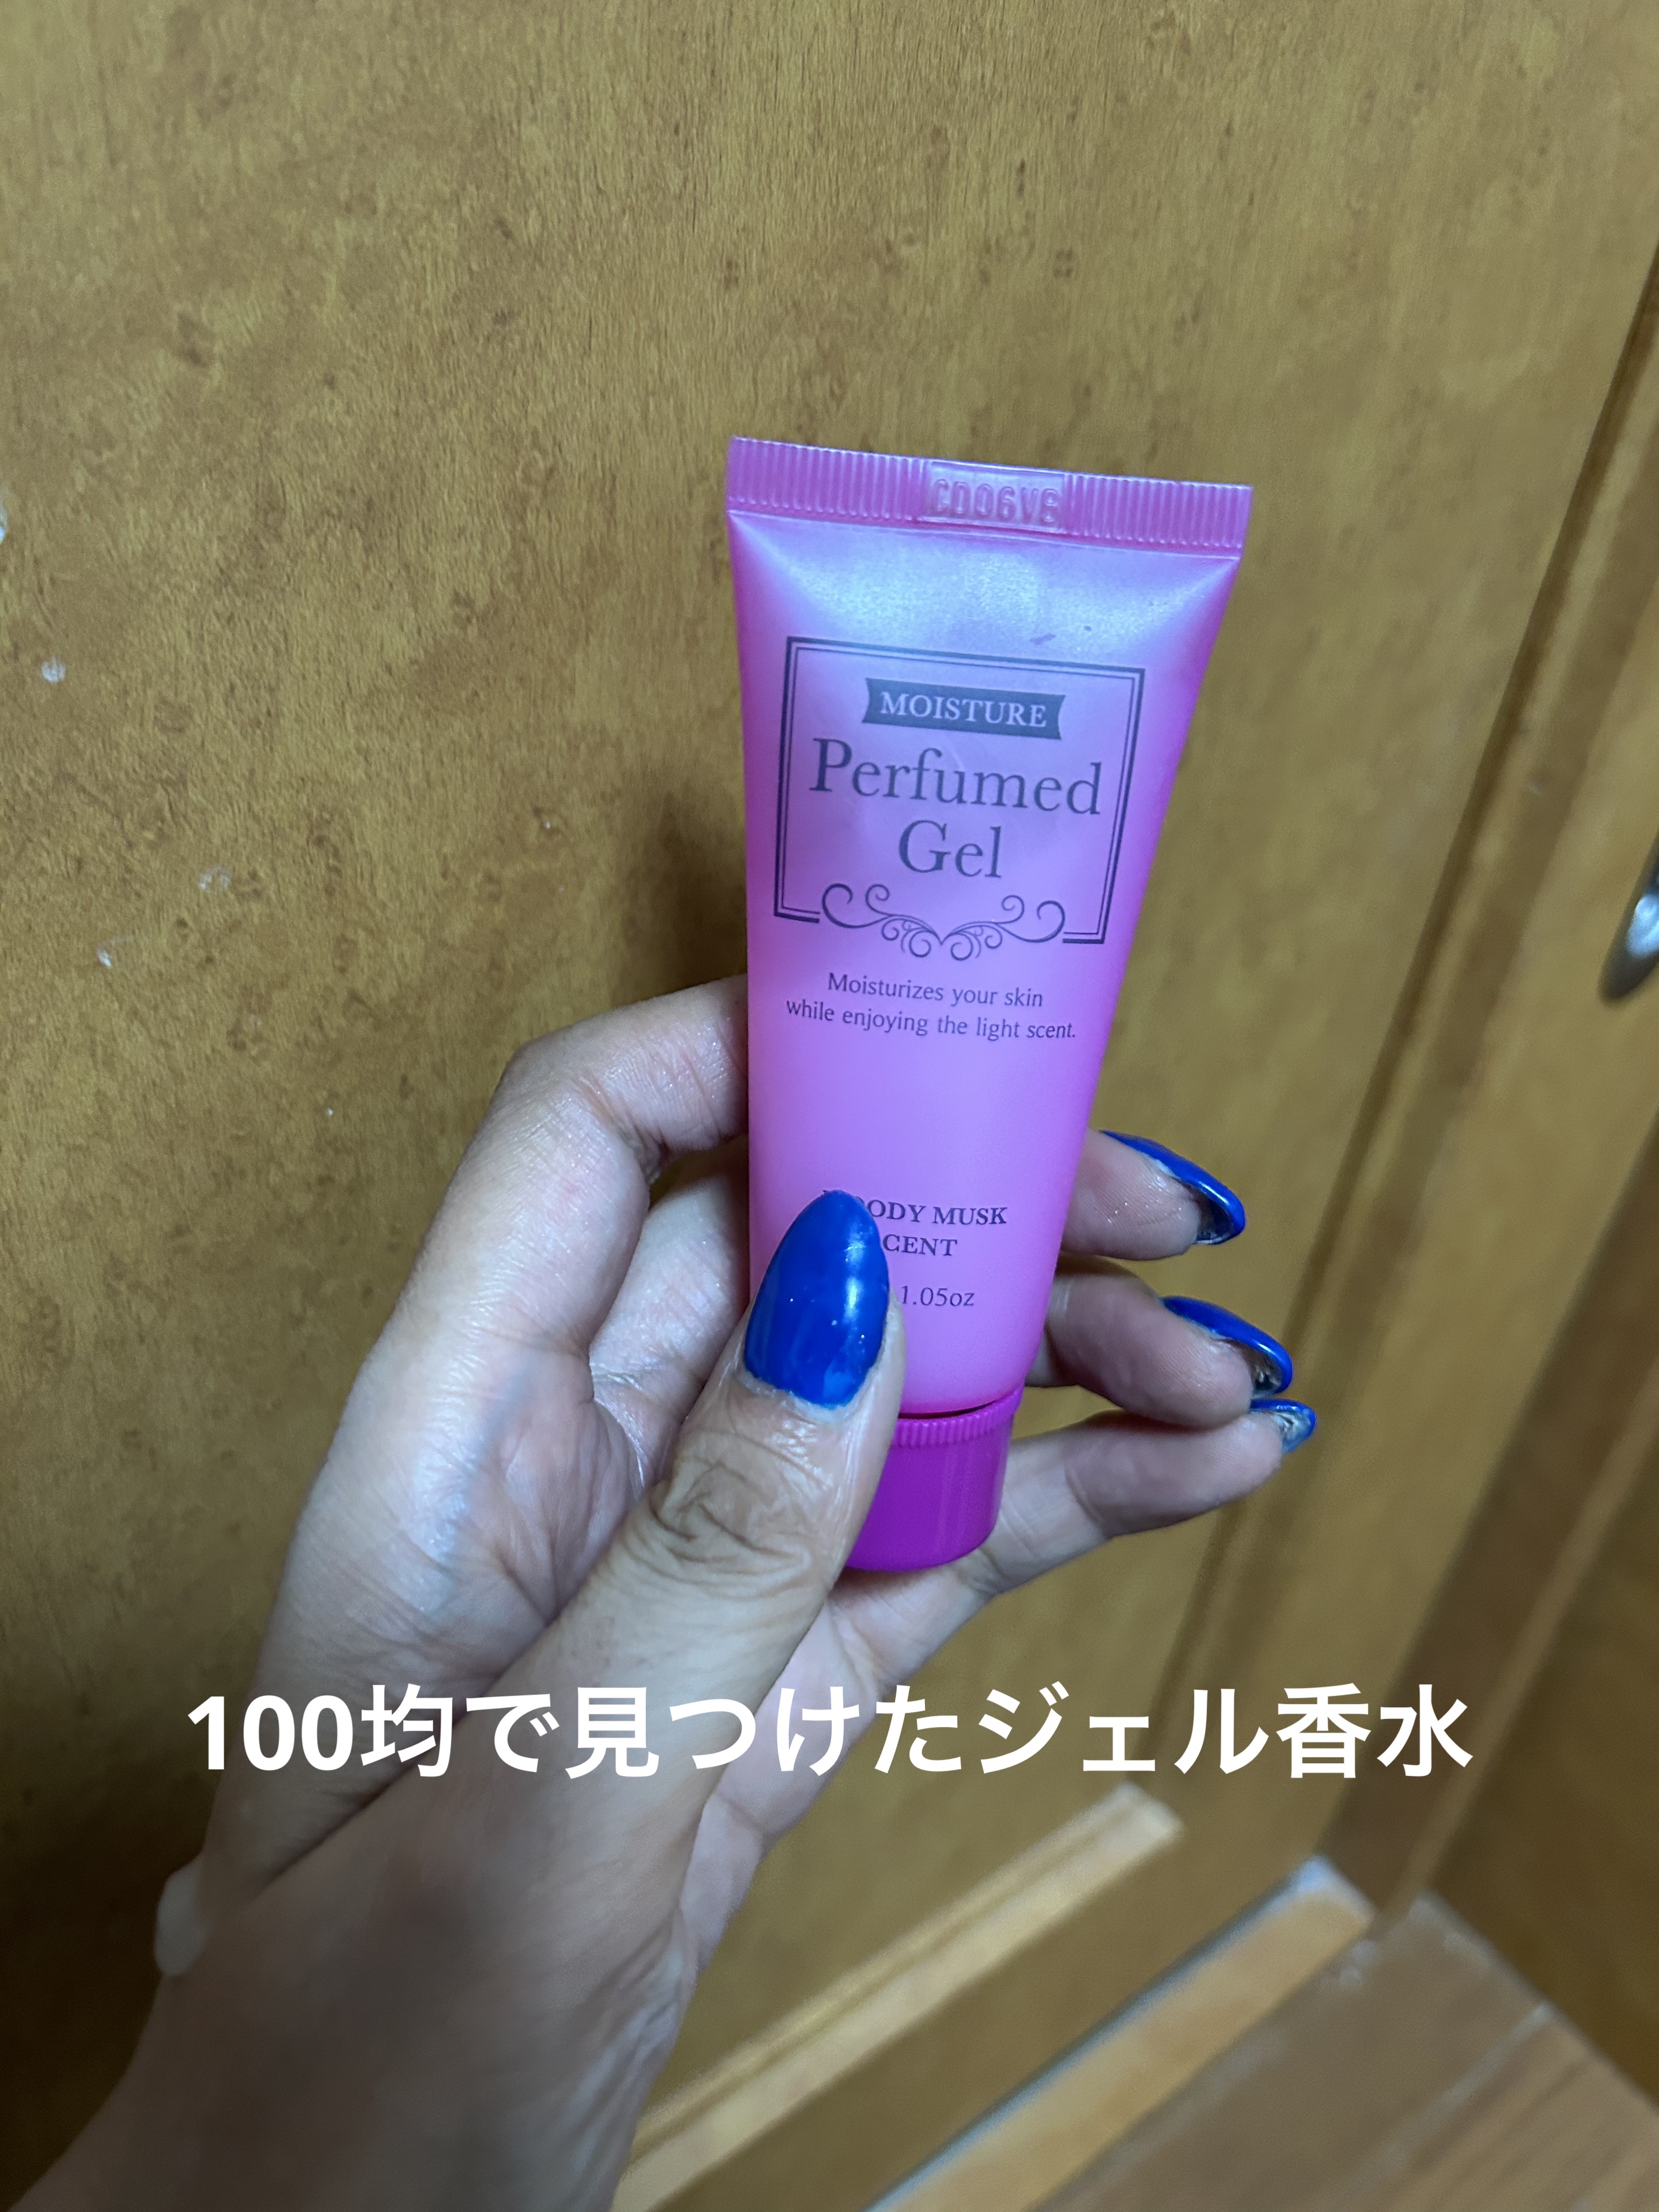 MOISTURE
Perfumed
Gel
Moisturizes your skin
while enjoying the light scent.
MUSK
1.05oz
100均で見つけたジェル香水